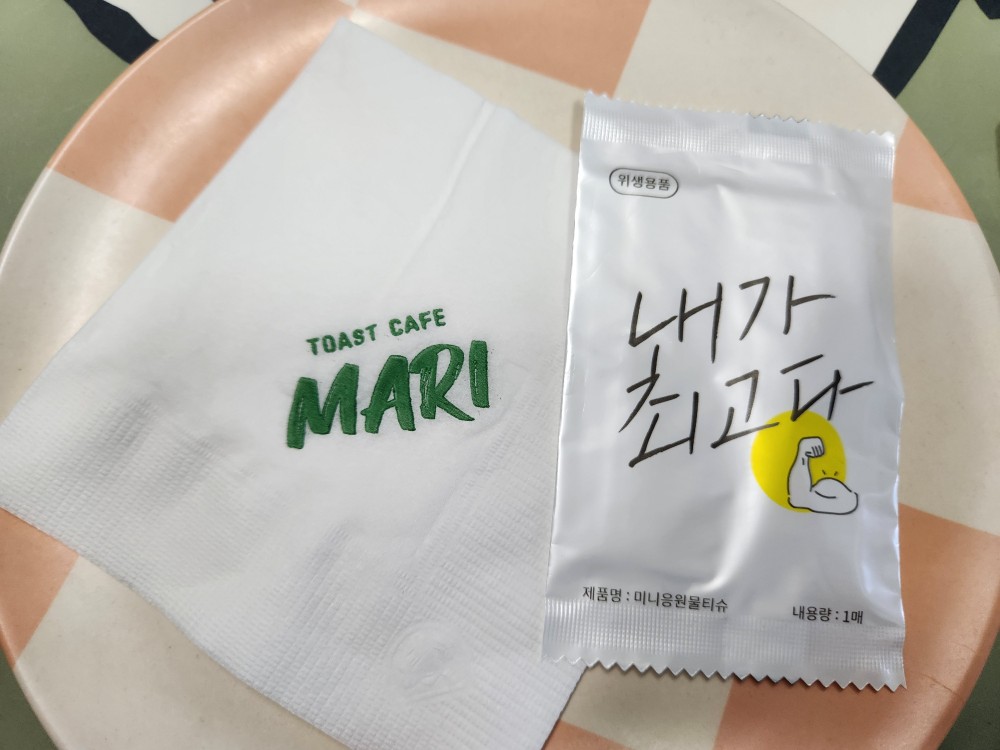 TOAST CAFE
MARI
위생용품
내가
최고다
제품명 : 미니응원물티슈
내용량 : 1매